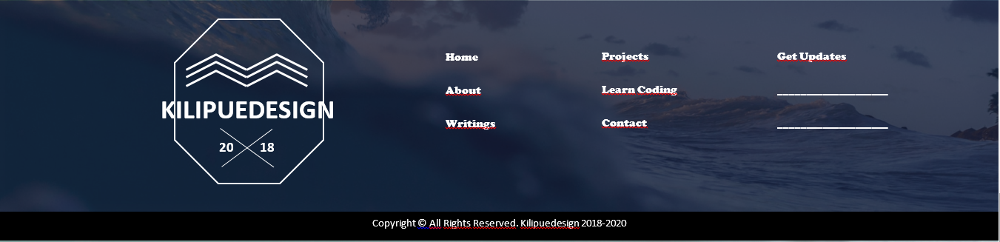 KILIPUEDESIGN
20 18
Home
About
Writings
Projects
Learn Coding
Contact
Get Updates
Copyright © All Rights Reserved. Kilipuedesign 2018-2020